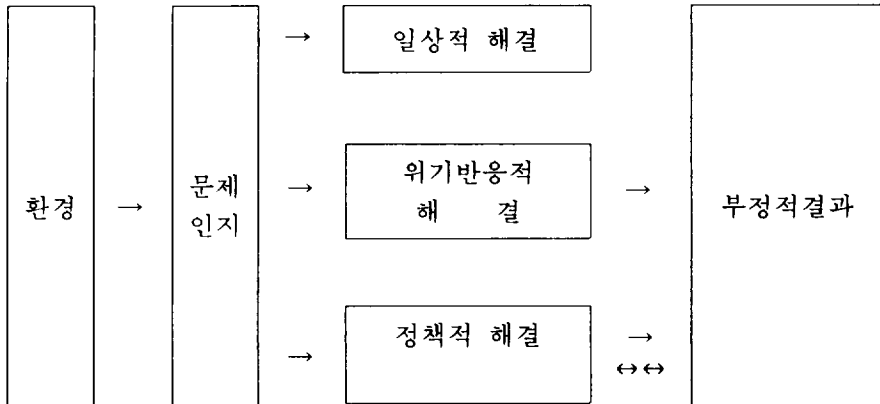 환경
→
문제
인지
→
일상적 해결
→
위기반응적
해 결
→
→
정책적 해결
→
↔↔
부정적결과